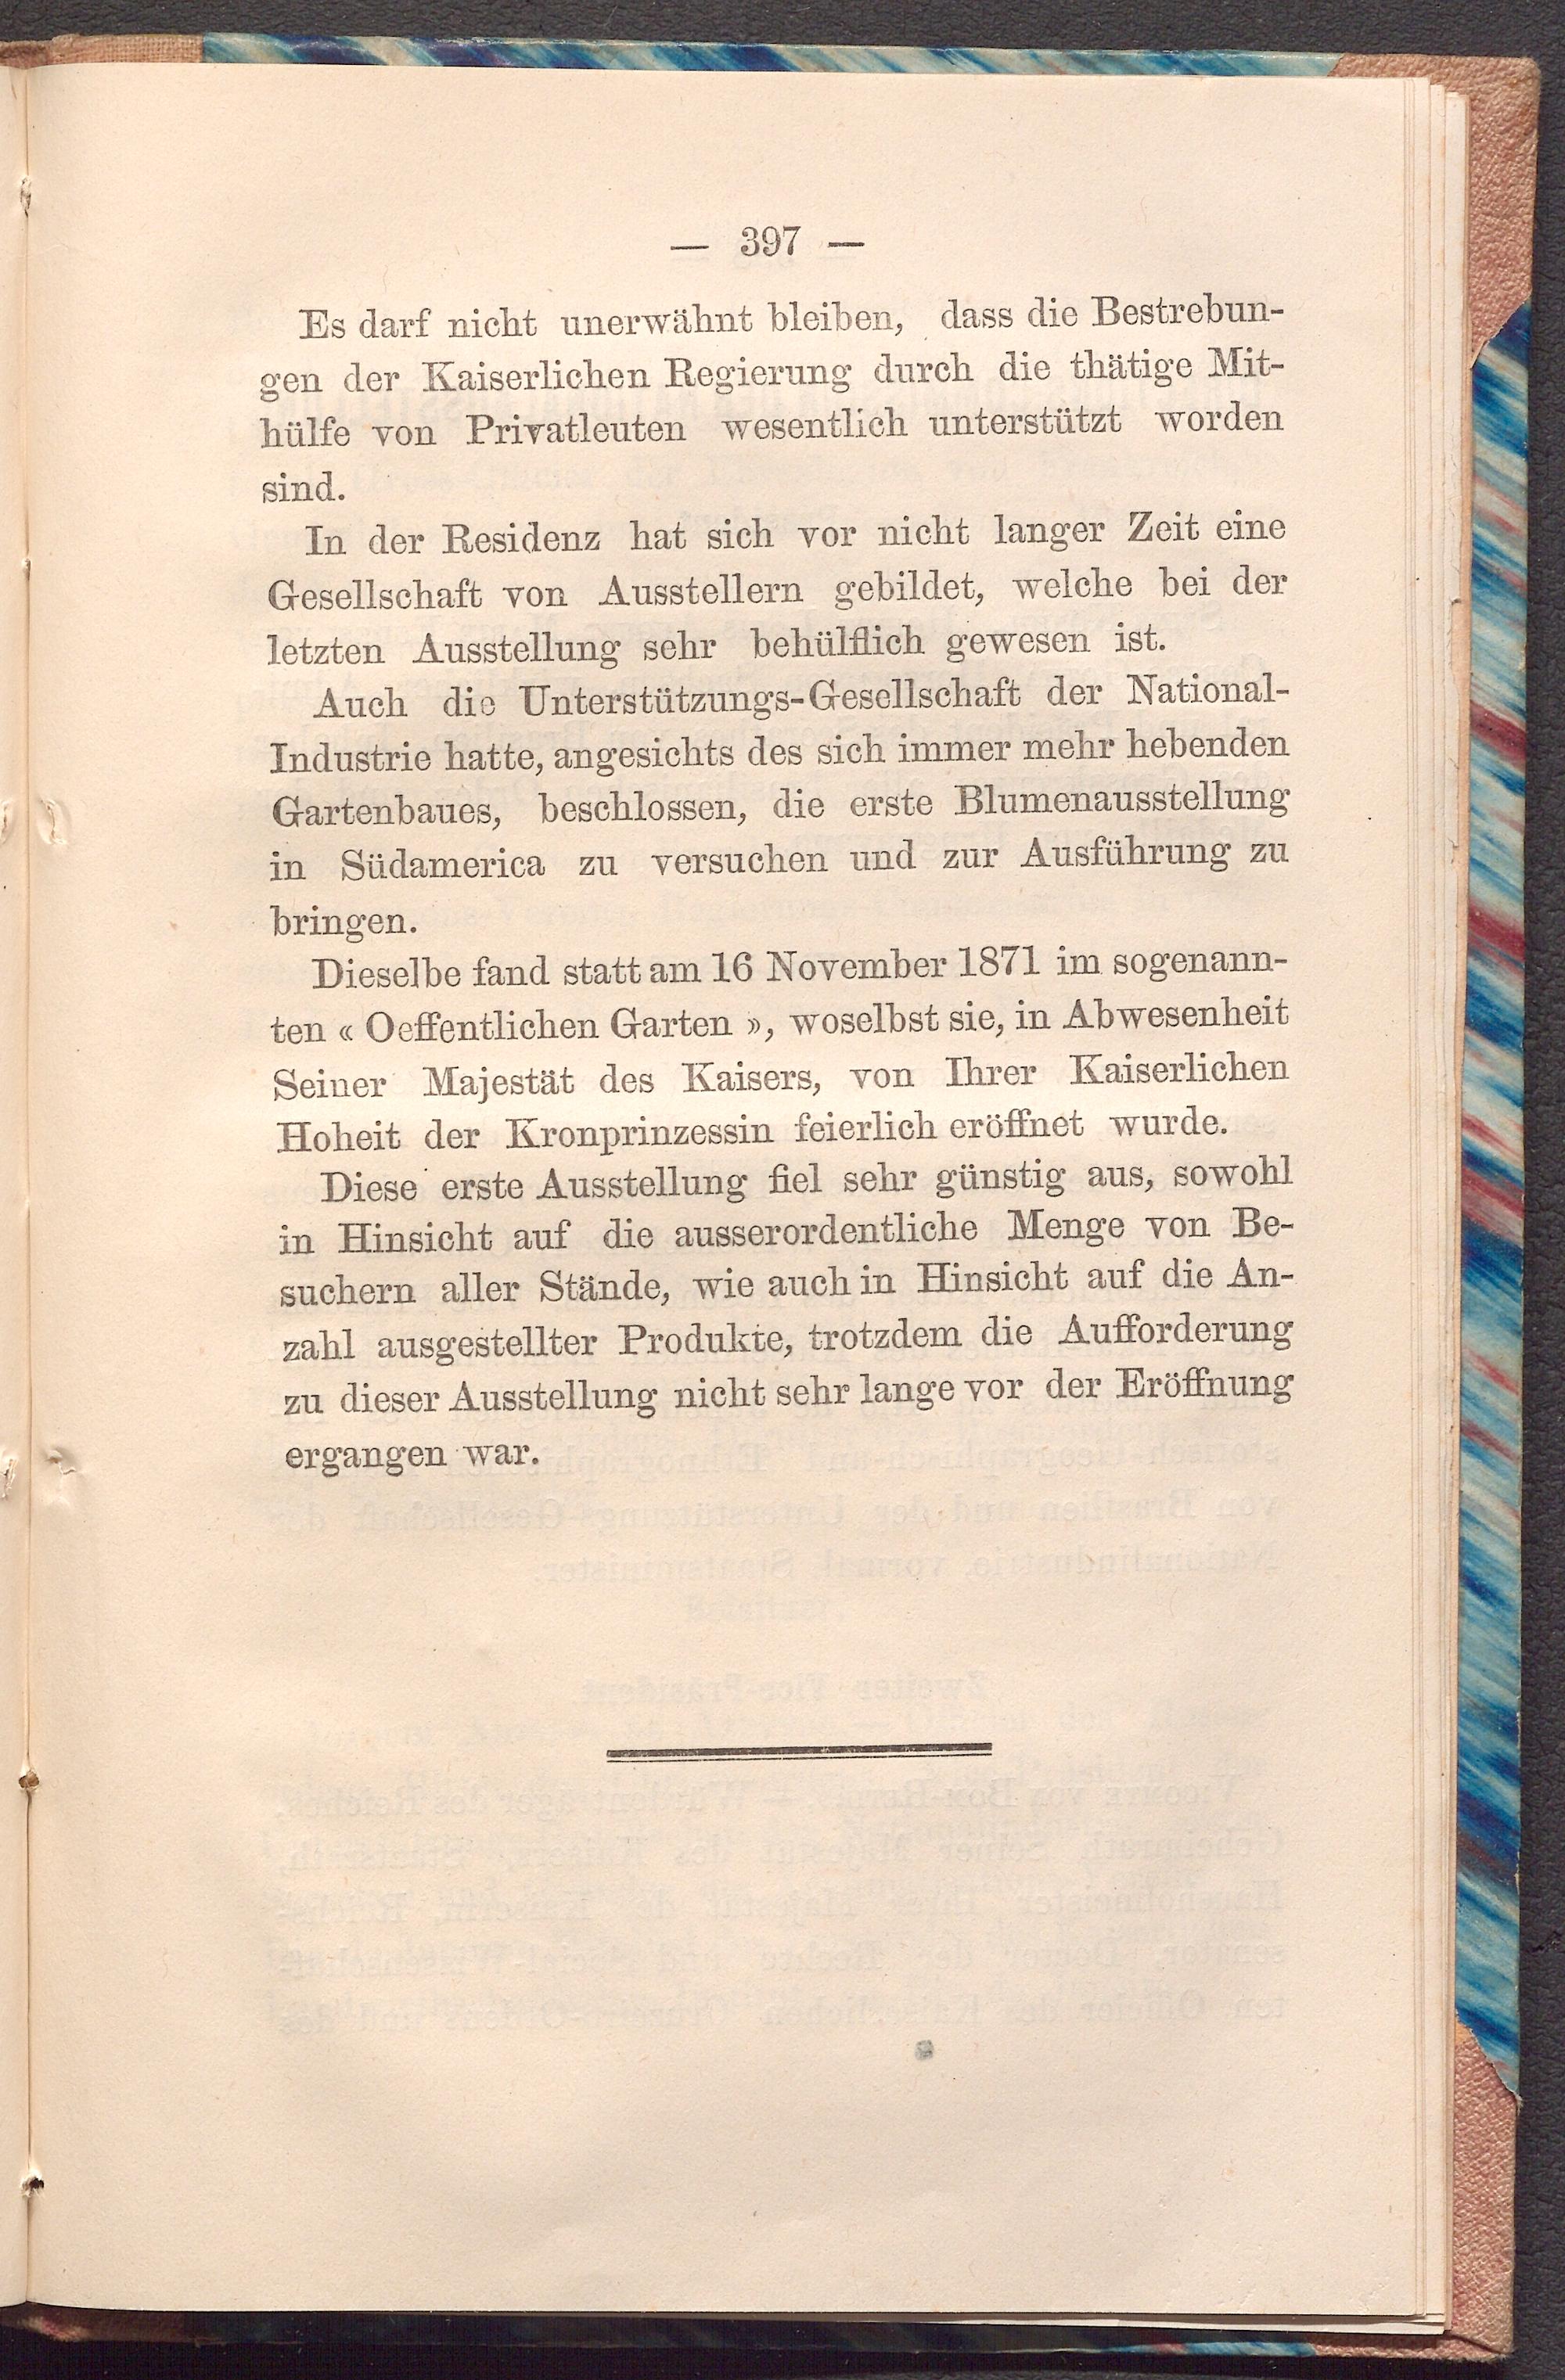 — 397 —
Es darf nicht unerwähnt bleiben, dass die Bestrebun-
gen der Kaiserlichen Regierung durch die thätige Mit-
hülfe von Privatleuten wesentlich unterstützt worden
sind.
In der Residenz hat sich vor nicht langer Zeit eine
Gesellschaft von Ausstellern gebildet, welche bei der
letzten Ausstellung sehr behülflich gewesen ist.
Auch die Unterstützungs-Gesellschaft der National-
Industrie hatte, angesichts des sich immer mehr hebenden
Gartenbaues, beschlossen, die erste Blumenausstellung
in Südamerica zu versuchen und zur Ausführung zu
bringen.
Dieselbe fand statt am 16 November 1871 im sogenann-
ten « Oeffentlichen Garten », woselbst sie, in Abwesenheit
Seiner Majestät des Kaisers, von Ihrer Kaiserlichen
Hoheit der Kronprinzessin feierlich eröffnet wurde.
Diese erste Ausstellung fiel sehr günstig aus, sowohl
in Hinsicht auf die ausserordentliche Menge von Be-
suchern aller Stände, wie auch in Hinsicht auf die An-
zahl ausgestellter Produkte, trotzdem die Aufforderung
zu dieser Ausstellung nicht sehr lange vor der Eröffnung
ergangen war.